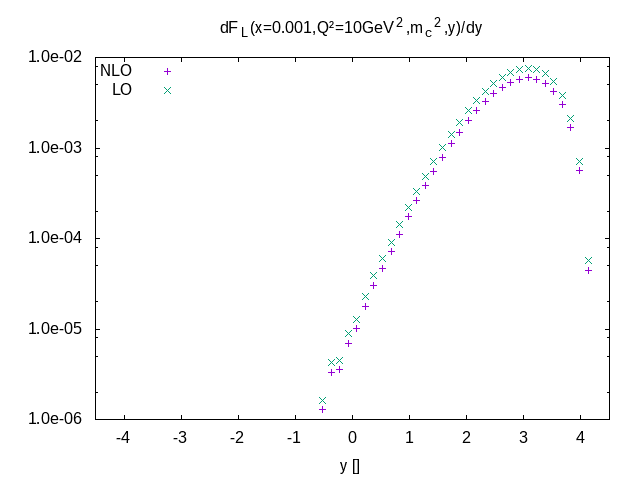 dF_L(x=0.001,Q²=10GeV²,m_c²,y)/dy
1.0e-02
NLO
LO
1.0e-03
1.0e-04
1.0e-05
1.0e-06
-4 -3 -2 -1 0 1 2 3 4
y []